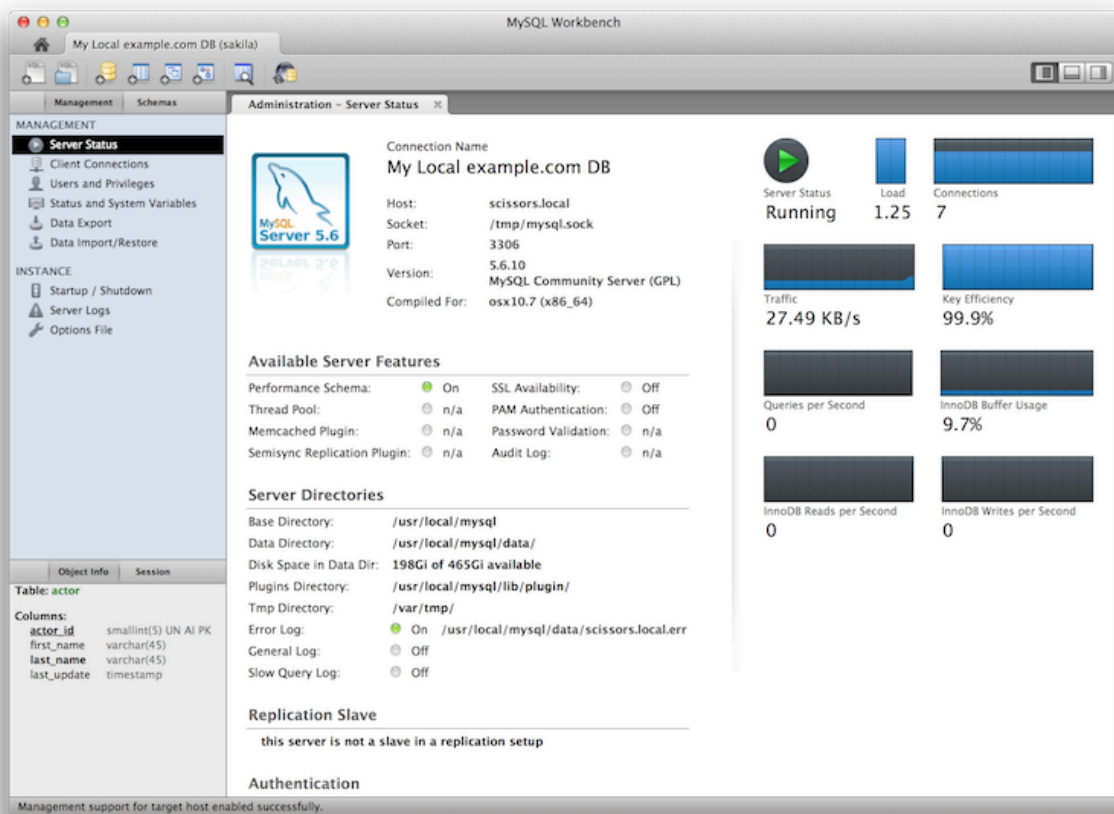 MySQL Workbench
My Local example.com DB (sakila)
Management Schemas
MANAGEMENT
Server Status
Client Connections
Users and Privileges
Status and System Variables
Data Export
Data Import/Restore
INSTANCE
Startup / Shutdown
Server Logs
Options File
Object Info Session
Table: actor
Columns:
actor_id smallint(5) UN AI PK
first_name varchar(45)
last_name varchar(45)
last_update timestamp
Administration - Server Status
MySQL
Server 5.6
Connection Name
My Local example.com DB
Host: scissors.local
Socket: /tmp/mysql.sock
Port: 3306
Version: 5.6.10
MySQL Community Server (GPL)
Compiled For: osx10.7 (x86_64)
Available Server Features
Performance Schema: On SSL Availability: Off
Thread Pool: n/a PAM Authentication: Off
Memcached Plugin: n/a Password Validation: n/a
Semisync Replication Plugin: n/a Audit Log: n/a
Server Directories
Base Directory: /usr/local/mysql
Data Directory: /usr/local/mysql/data/
Disk Space in Data Dir: 198Gi of 465Gi available
Plugins Directory: /usr/local/mysql/lib/plugin/
Tmp Directory: /var/tmp/
Error Log: On /usr/local/mysql/data/scissors.local.err
General Log: Off
Slow Query Log: Off
Replication Slave
this server is not a slave in a replication setup
Authentication
Server Status Load Connections
Running 1.25 7
Traffic Key Efficiency
27.49 KB/s 99.9%
Queries per Second InnoDB Buffer Usage
0 9.7%
InnoDB Reads per Second InnoDB Writes per Second
0 0
Management support for target host enabled successfully.